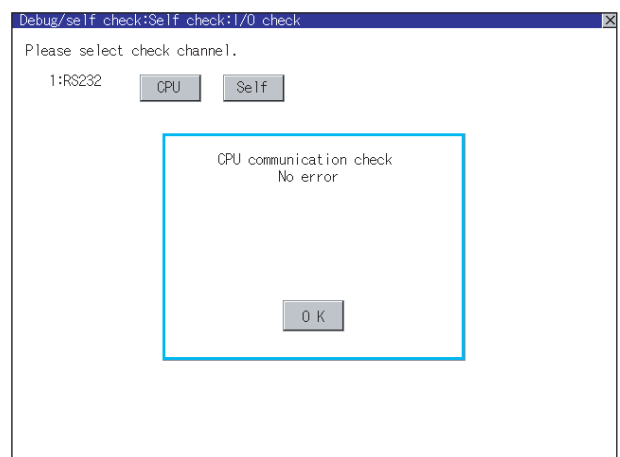 Debug/self check:Self check:I/O check
Please select check channel.
1:RS232 CPU Self
CPU communication check
No error
O K